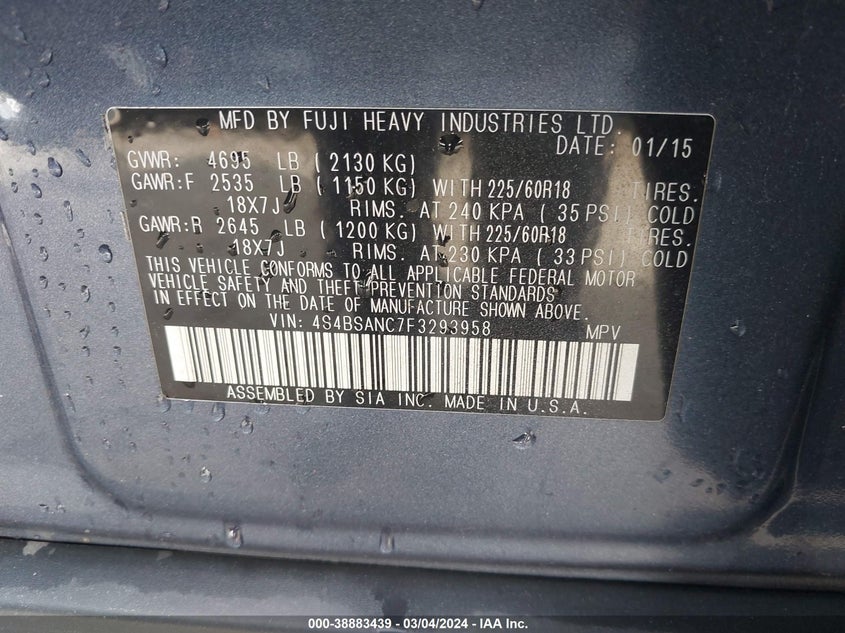 MFD BY FUJI HEAVY INDUSTRIES LTD.
DATE: 01/15
GVWR: 4695 LB ( 2130 KG)
GAWR:F 2535 LB ( 1150 KG) WITH 225/60R18 TIRES.
18X7J RIMS. AT 240 KPA ( 35 PSI) COLD
GAWR:R 2645 LB ( 1200 KG) WITH 225/60R18 TIRES.
18X7J RIMS. AT 230 KPA ( 33 PSI) COLD
THIS VEHICLE CONFORMS TO ALL APPLICABLE FEDERAL MOTOR
VEHICLE SAFETY AND THEFT PREVENTION STANDARDS
IN EFFECT ON THE DATE OF MANUFACTURE SHOWN ABOVE.
VIN: 4S4BSANC7F3293958 MPV
ASSEMBLED BY SIA INC. MADE IN U.S.A.
000-38883439 - 03/04/2024 - IAA Inc.